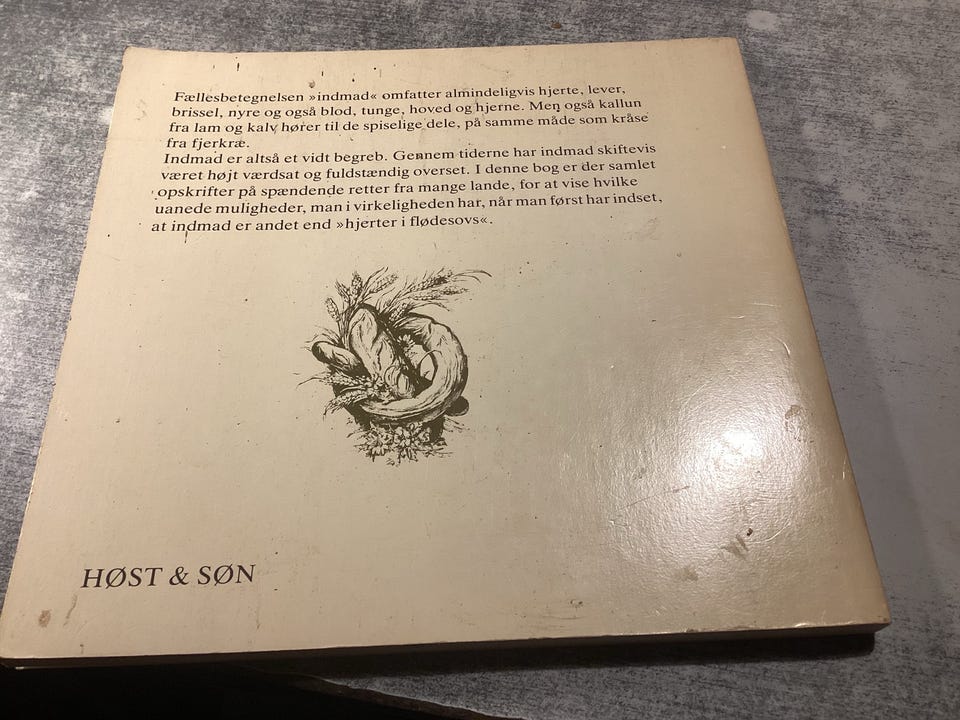 Fællesbetegnelsen »indmad« omfatter almindeligvis hjerte, lever,
brissel, nyre og også blod, tunge, hoved og hjerne. Men også kallun
fra lam og kalv hører til de spiselige dele, på samme måde som kråse
fra fjerkræ.
Indmad er altså et vidt begreb. Gennem tiderne har indmad skiftevis
været højt værdsat og fuldstændig overset. I denne bog er der samlet
opskrifter på spændende retter fra mange lande, for at vise hvilke
uanede muligheder, man i virkeligheden har, når man først har indset,
at indmad er andet end »hjerter i flødesovs«.
HØST & SØN